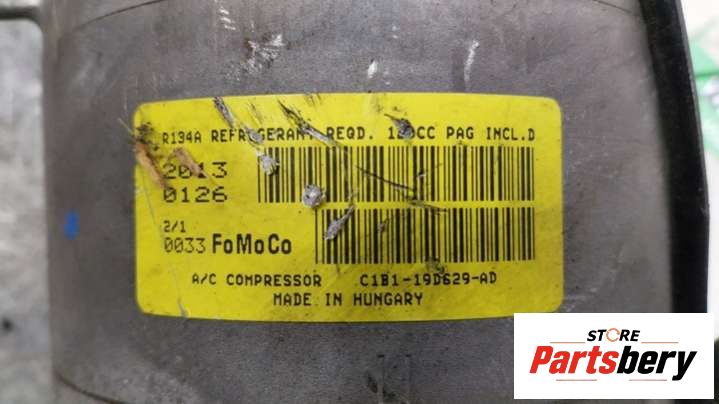 R134A REFRIGERANT REQD. CC PAG INCL.D
2013
0126
2/1
0033 FoMoCo
A/C COMPRESSOR C1B1-19D629-AD
MADE IN HUNGARY
STORE
Partsbery